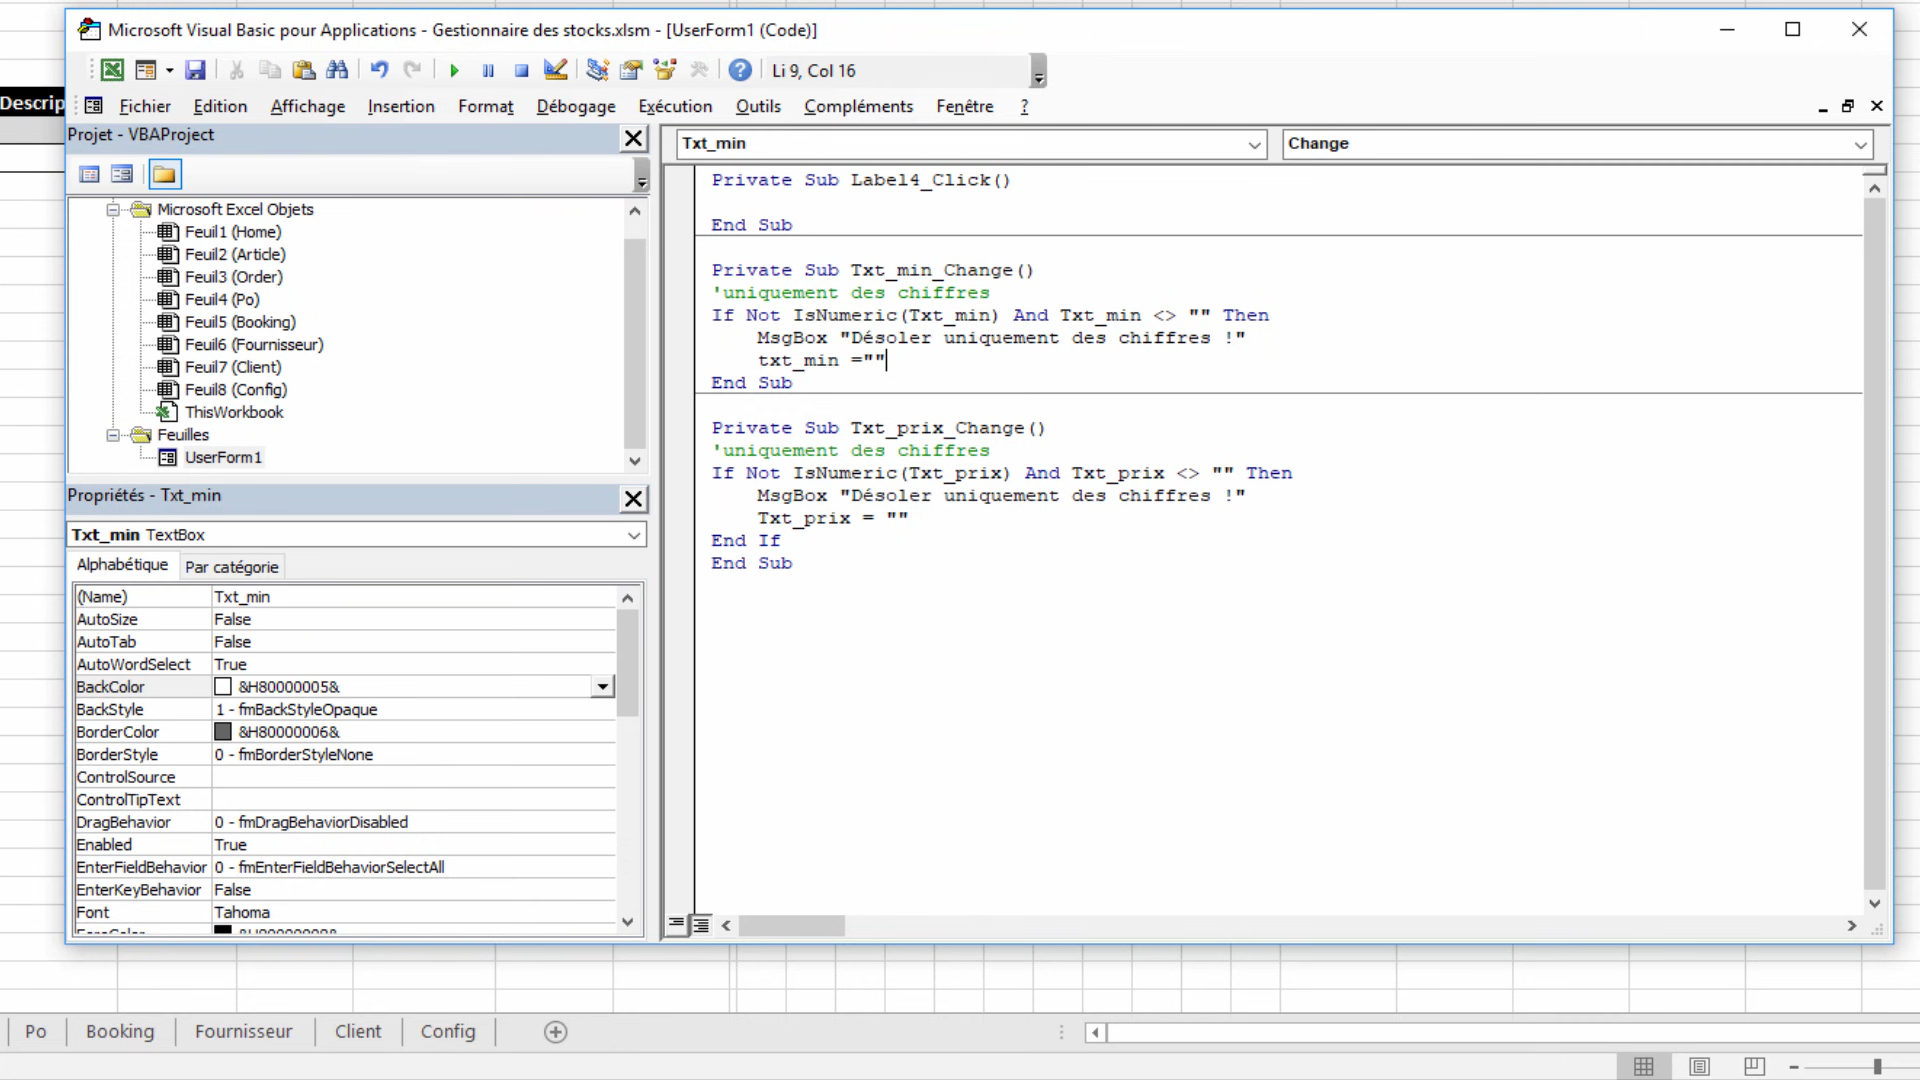 Microsoft Visual Basic pour Applications - Gestionnaire des stocks.xlsm - [UserForm1 (Code)]
Li 9, Col 16
Descrip
Fichier Edition Affichage Insertion Format Débogage Exécution Outils Compléments Fenêtre ?
Projet - VBAProject
Microsoft Excel Objets
Feuil1 (Home)
Feuil2 (Article)
Feuil3 (Order)
Feuil4 (Po)
Feuil5 (Booking)
Feuil6 (Fournisseur)
Feuil7 (Client)
Feuil8 (Config)
ThisWorkbook
Feuilles
UserForm1
Propriétés - Txt_min
Txt_min TextBox
Alphabétique Par catégorie
(Name) Txt_min
AutoSize False
AutoTab False
AutoWordSelect True
BackColor &H80000005&
BackStyle 1 - fmBackStyleOpaque
BorderColor &H80000006&
BorderStyle 0 - fmBorderStyleNone
ControlSource
ControlTipText
DragBehavior 0 - fmDragBehaviorDisabled
Enabled True
EnterFieldBehavior 0 - fmEnterFieldBehaviorSelectAll
EnterKeyBehavior False
Font Tahoma
Txt_min Change
Private Sub Label4_Click()
End Sub
Private Sub Txt_min_Change()
'uniquement des chiffres
If Not IsNumeric(Txt_min) And Txt_min <> "" Then
MsgBox "Désoler uniquement des chiffres !"
txt_min =""
End Sub
Private Sub Txt_prix_Change()
'uniquement des chiffres
If Not IsNumeric(Txt_prix) And Txt_prix <> "" Then
MsgBox "Désoler uniquement des chiffres !"
Txt_prix = ""
End If
End Sub
Po Booking Fournisseur Client Config